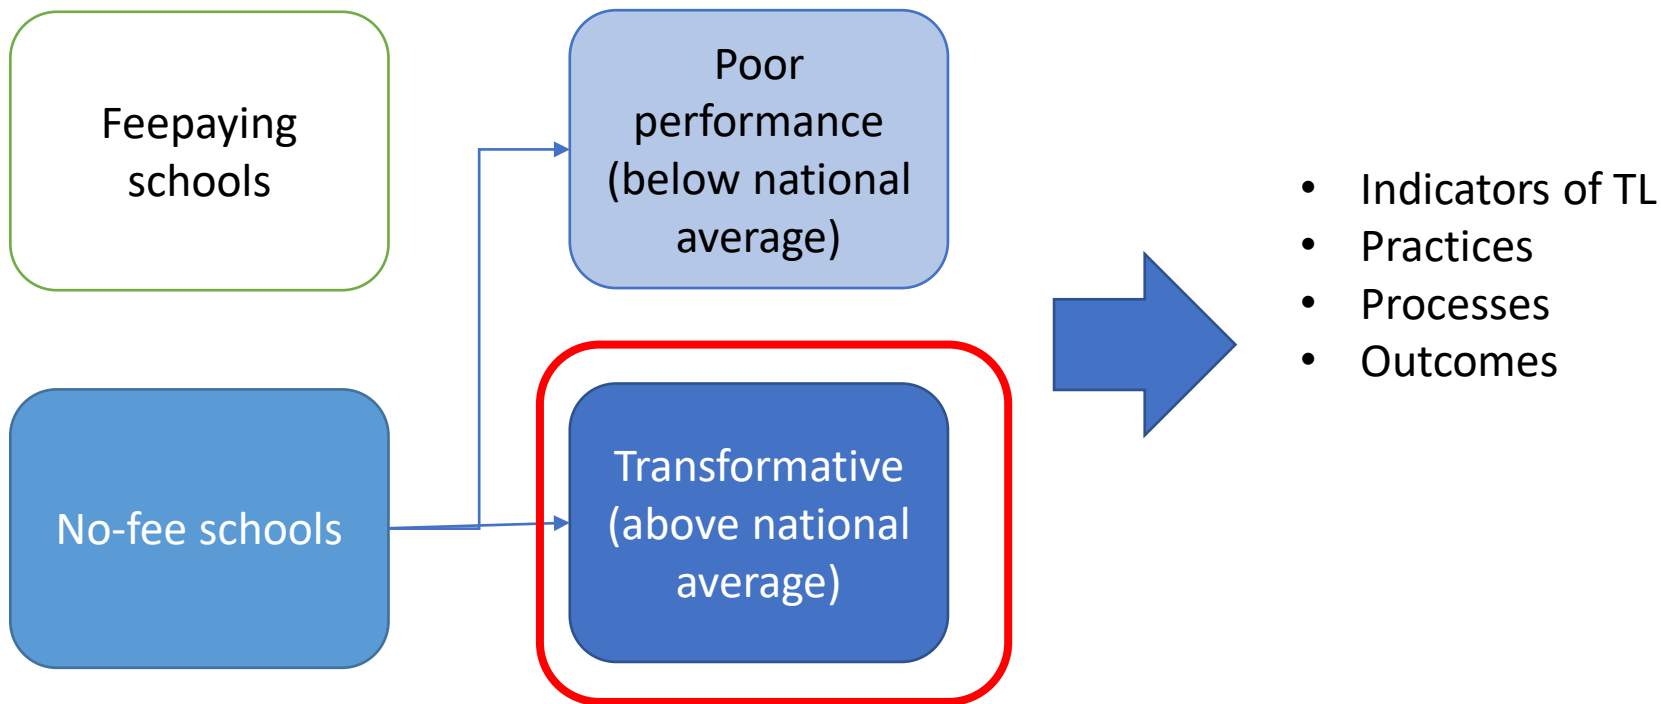 Feepaying
schools
Poor
performance
(below national
average)
No-fee schools
Transformative
(above national
average)
• Indicators of TL
• Practices
• Processes
• Outcomes